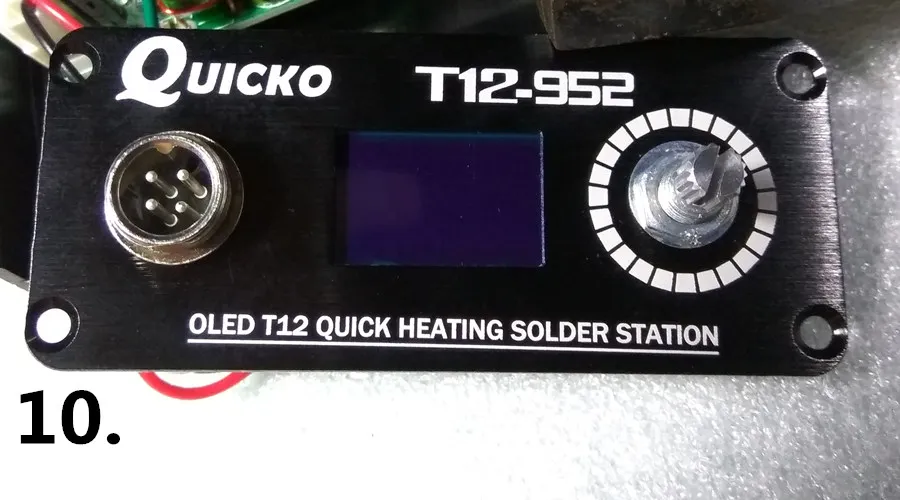 QUICKO
T12-952
OLED T12 QUICK HEATING SOLDER STATION
10.